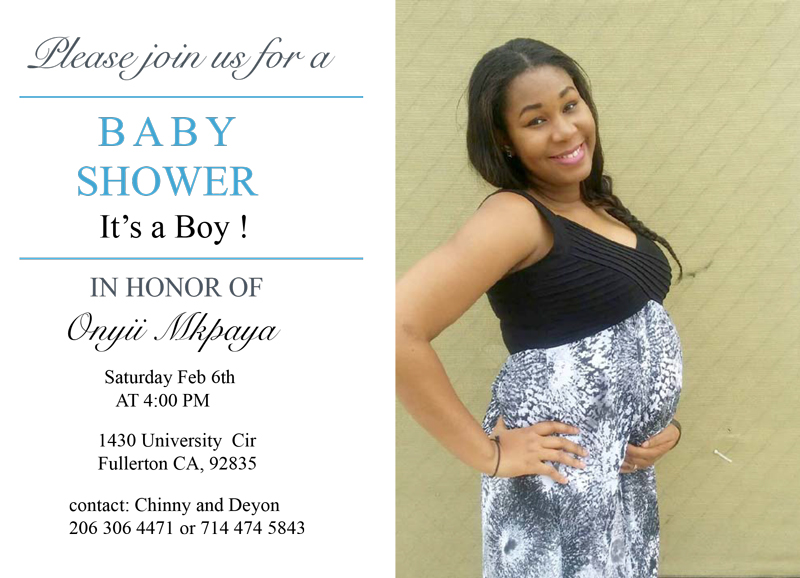 Please join us for a
BABY
SHOWER
It's a Boy !
IN HONOR OF
Onyii Mkpaya
Saturday Feb 6th
AT 4:00 PM
1430 University Cir
Fullerton CA, 92835
contact: Chinny and Deyon
206 306 4471 or 714 474 5843